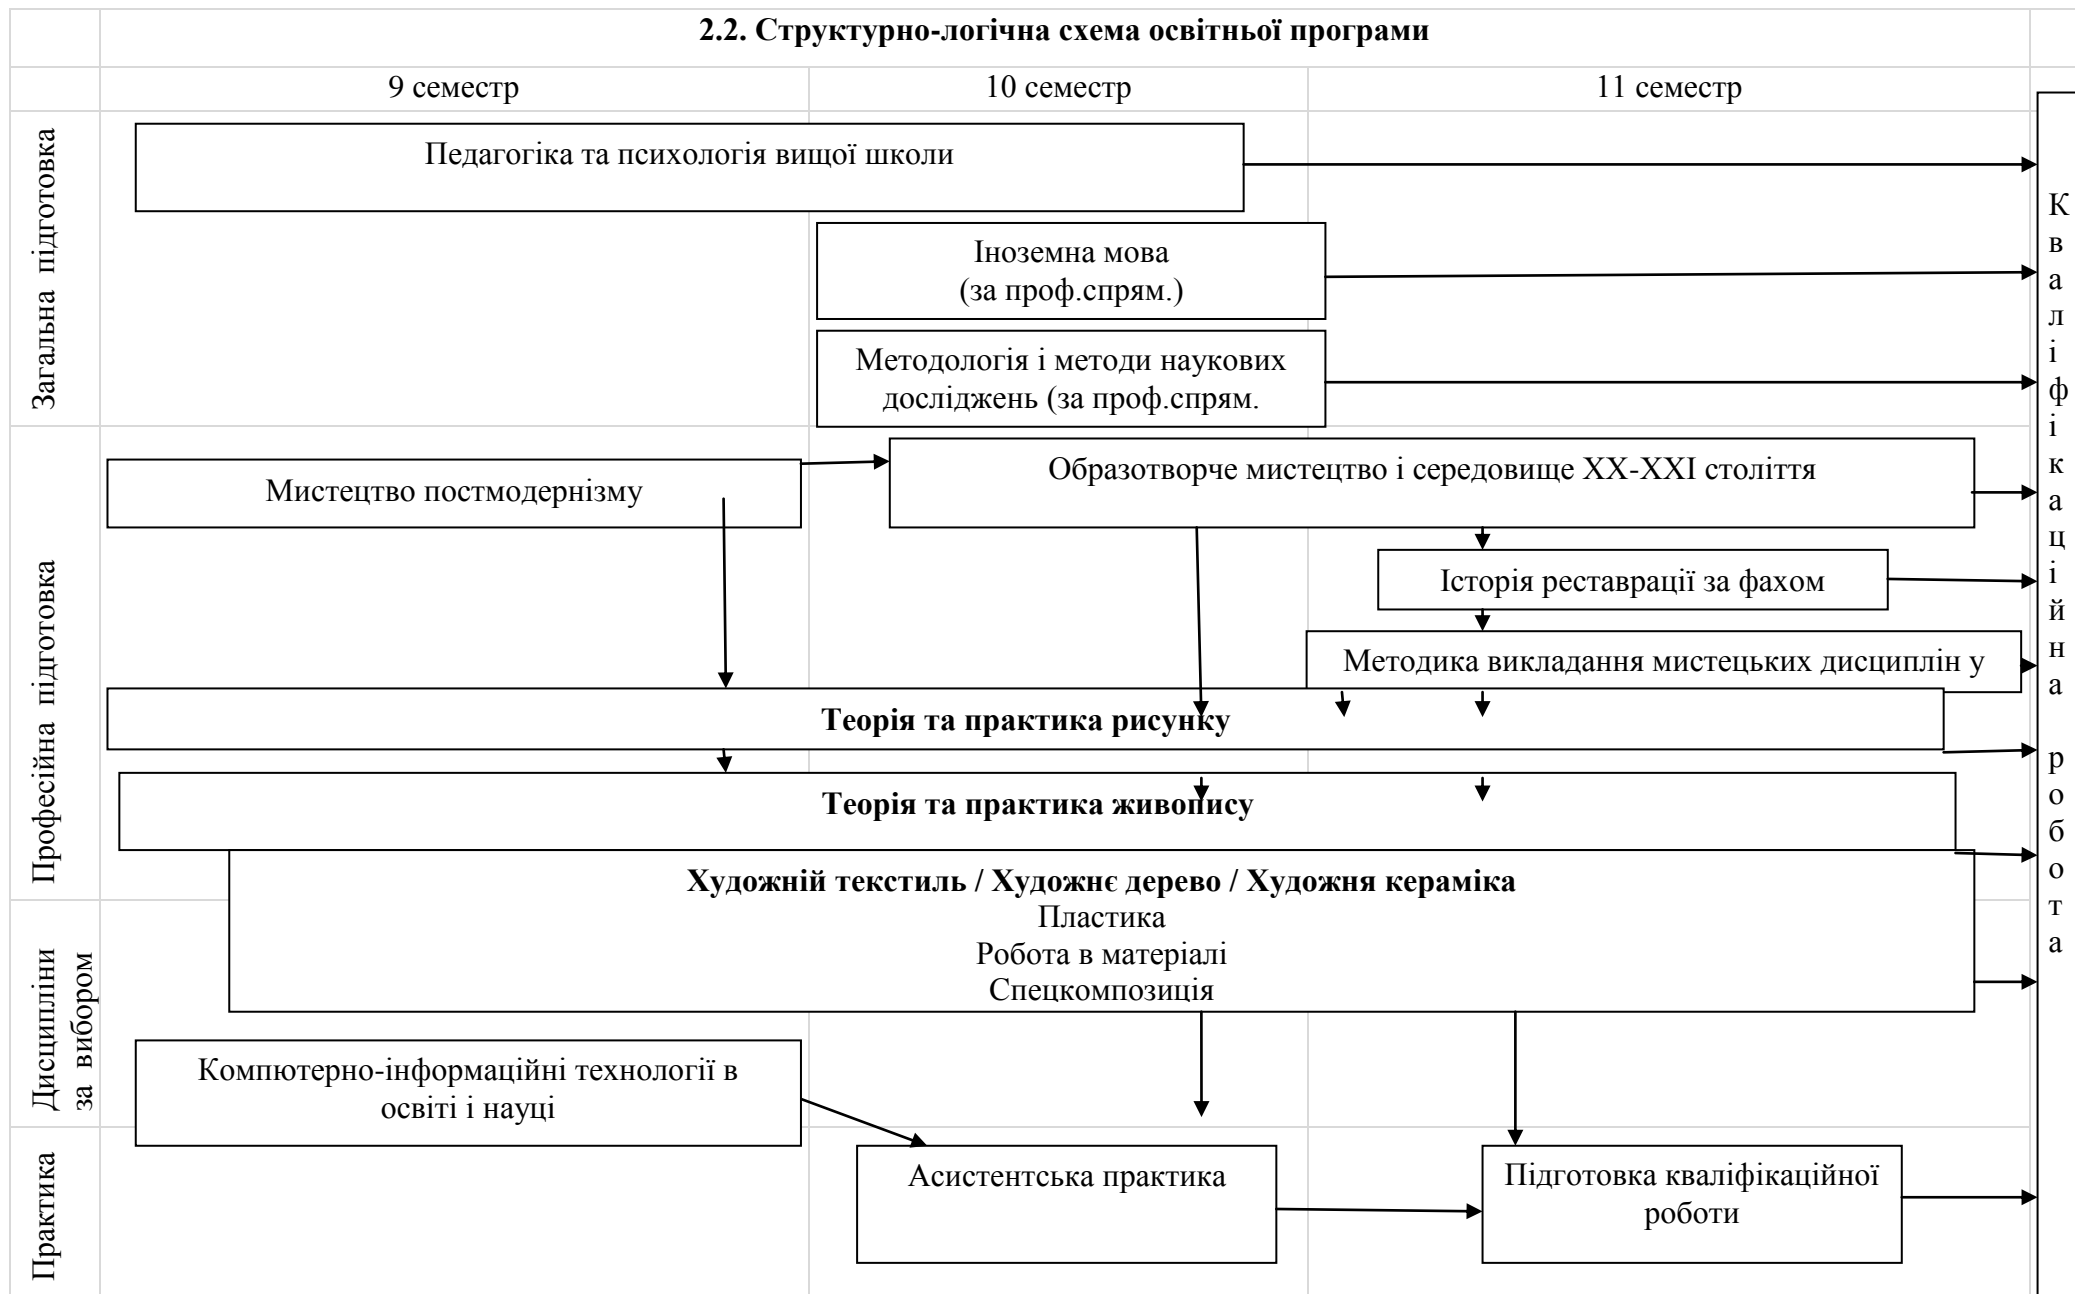 2.2. Структурно-логічна схема освітньої програми
9 семестр
10 семестр
11 семестр
Загальна підготовка
Педагогіка та психологія вищої школи
Іноземна мова
(за проф.спрям.)
Методологія і методи наукових
досліджень (за проф.спрям.
Професійна підготовка
Мистецтво постмодернізму
Образотворче мистецтво і середовище ХХ-ХХІ століття
Історія реставрації за фахом
Методика викладання мистецьких дисциплін у
Теорія та практика рисунку
Теорія та практика живопису
Художній текстиль / Художнє дерево / Художня кераміка
Пластика
Робота в матеріалі
Спецкомпозиція
Дисципліни
за вибором
Компютерно-інформаційні технології в
освіті і науці
Практика
Асистентська практика
Підготовка кваліфікаційної
роботи
Кваліфікаційна робота